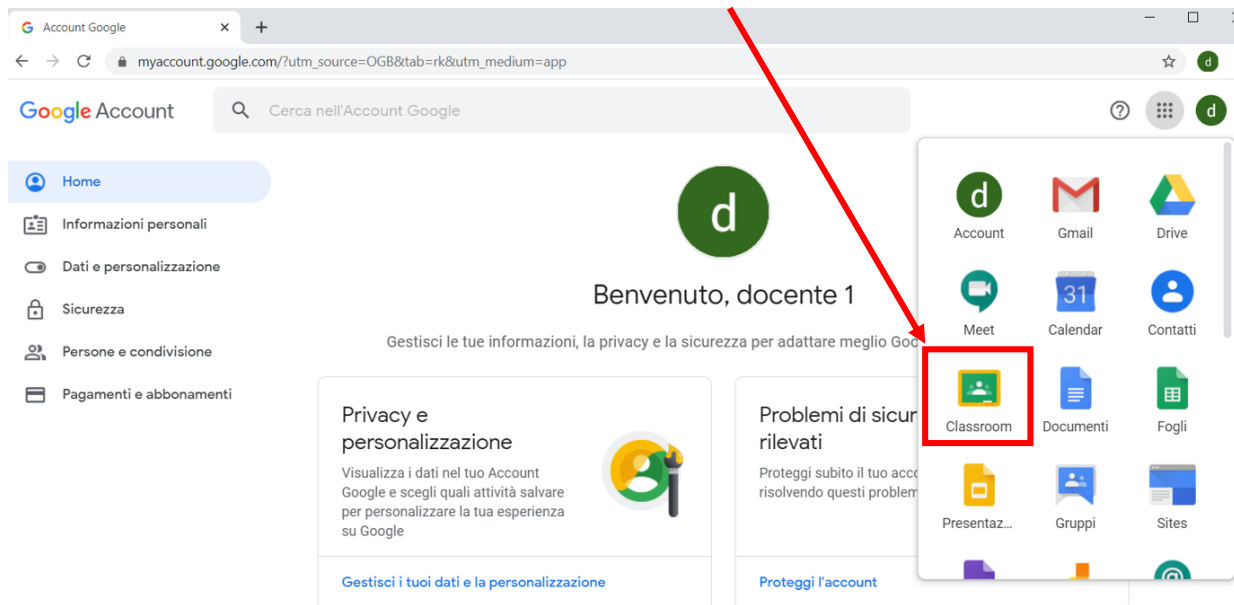 Account Google
myaccount.google.com/?utm_source=OGB&tab=rk&utm_medium=app
d
Google Account
Cerca nell'Account Google
d
Home
Informazioni personali
Dati e personalizzazione
Sicurezza
Persone e condivisione
Pagamenti e abbonamenti
d
Benvenuto, docente 1
Gestisci le tue informazioni, la privacy e la sicurezza per adattare meglio Goo
Privacy e
personalizzazione
Visualizza i dati nel tuo Account
Google e scegli quali attività salvare
per personalizzare la tua esperienza
su Google
Gestisci i tuoi dati e la personalizzazione
Problemi di sicur
rilevati
Proteggi subito il tuo acco
risolvendo questi problem
Proteggi l'account
d
Account Gmail Drive
31
Meet Calendar Contatti
Classroom Documenti Fogli
Presentaz... Gruppi Sites